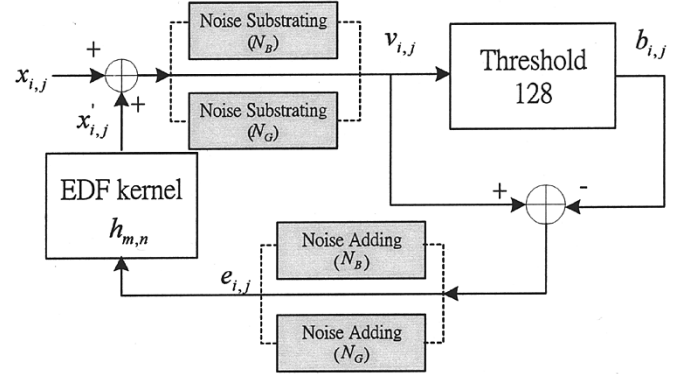 Noise Substrating
(N_B)
+
x_{i,j}
v_{i,j}
Threshold
128
b_{i,j}
x'_{i,j}
+
Noise Substrating
(N_G)
EDF kernel
h_{m,n}
+
-
Noise Adding
(N_B)
e_{i,j}
Noise Adding
(N_G)